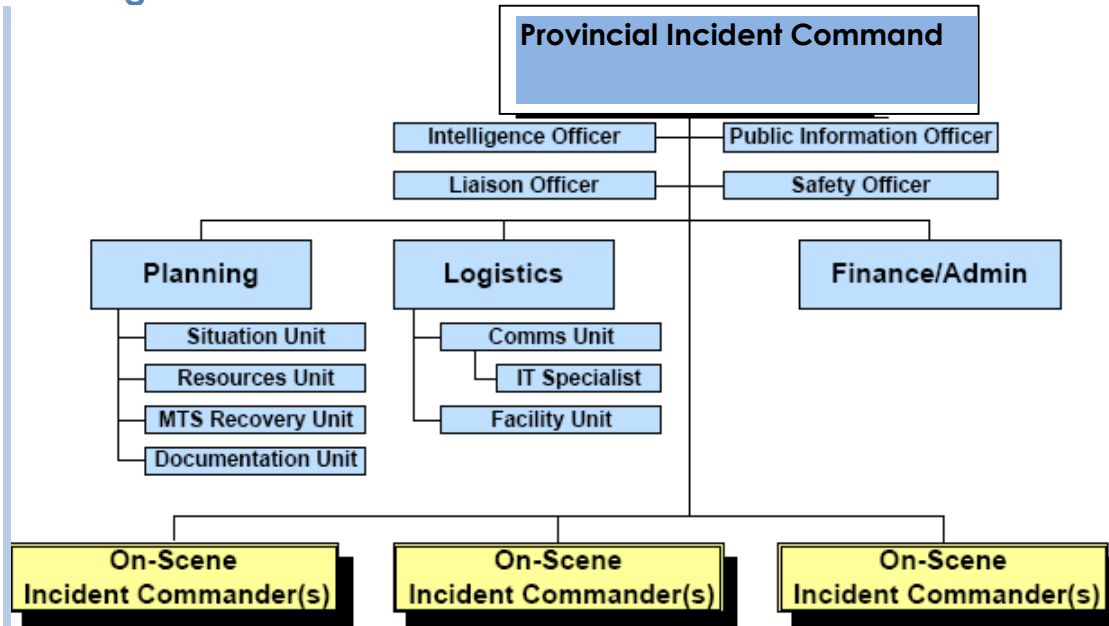 Provincial Incident Command
Intelligence Officer
Public Information Officer
Liaison Officer
Safety Officer
Planning
Logistics
Finance/Admin
Situation Unit
Comms Unit
Resources Unit
IT Specialist
MTS Recovery Unit
Facility Unit
Documentation Unit
On-Scene
Incident Commander(s)
On-Scene
Incident Commander(s)
On-Scene
Incident Commander(s)